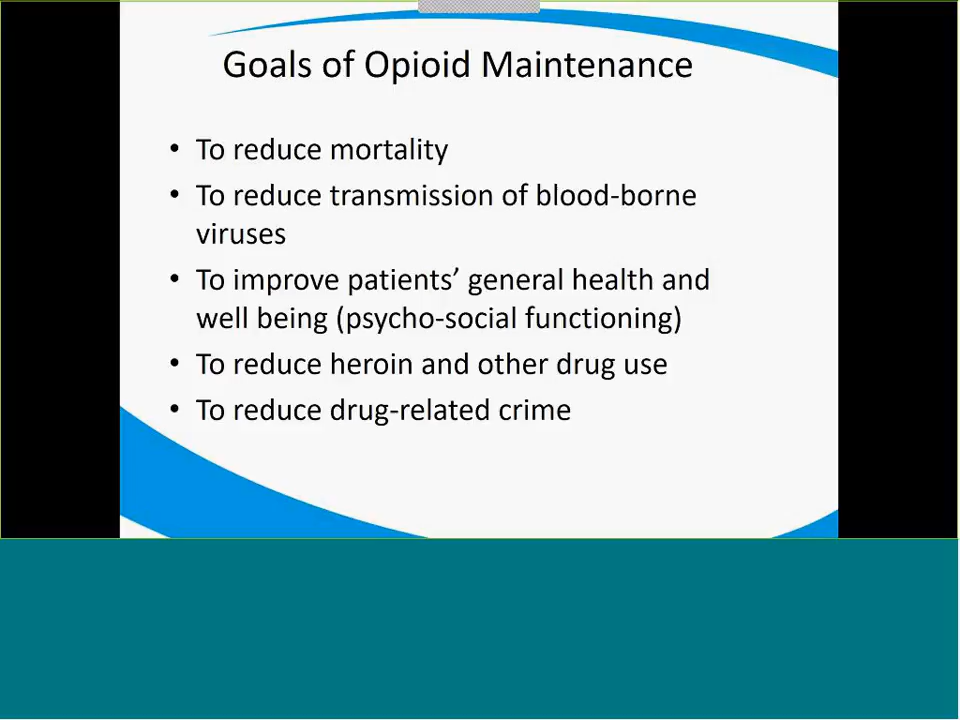 Goals of Opioid Maintenance
• To reduce mortality
• To reduce transmission of blood-borne
viruses
• To improve patients’ general health and
well being (psycho-social functioning)
• To reduce heroin and other drug use
• To reduce drug-related crime